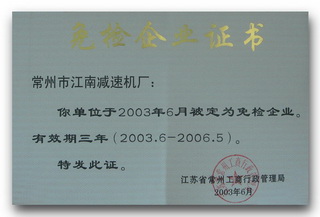 免检企业证书
常州市江南减速机厂：
你单位于2003年6月被定为免检企业。
有效期三年（2003.6-2006.5）。
特发此证。
江苏省常州工商行政管理局
2003年6月